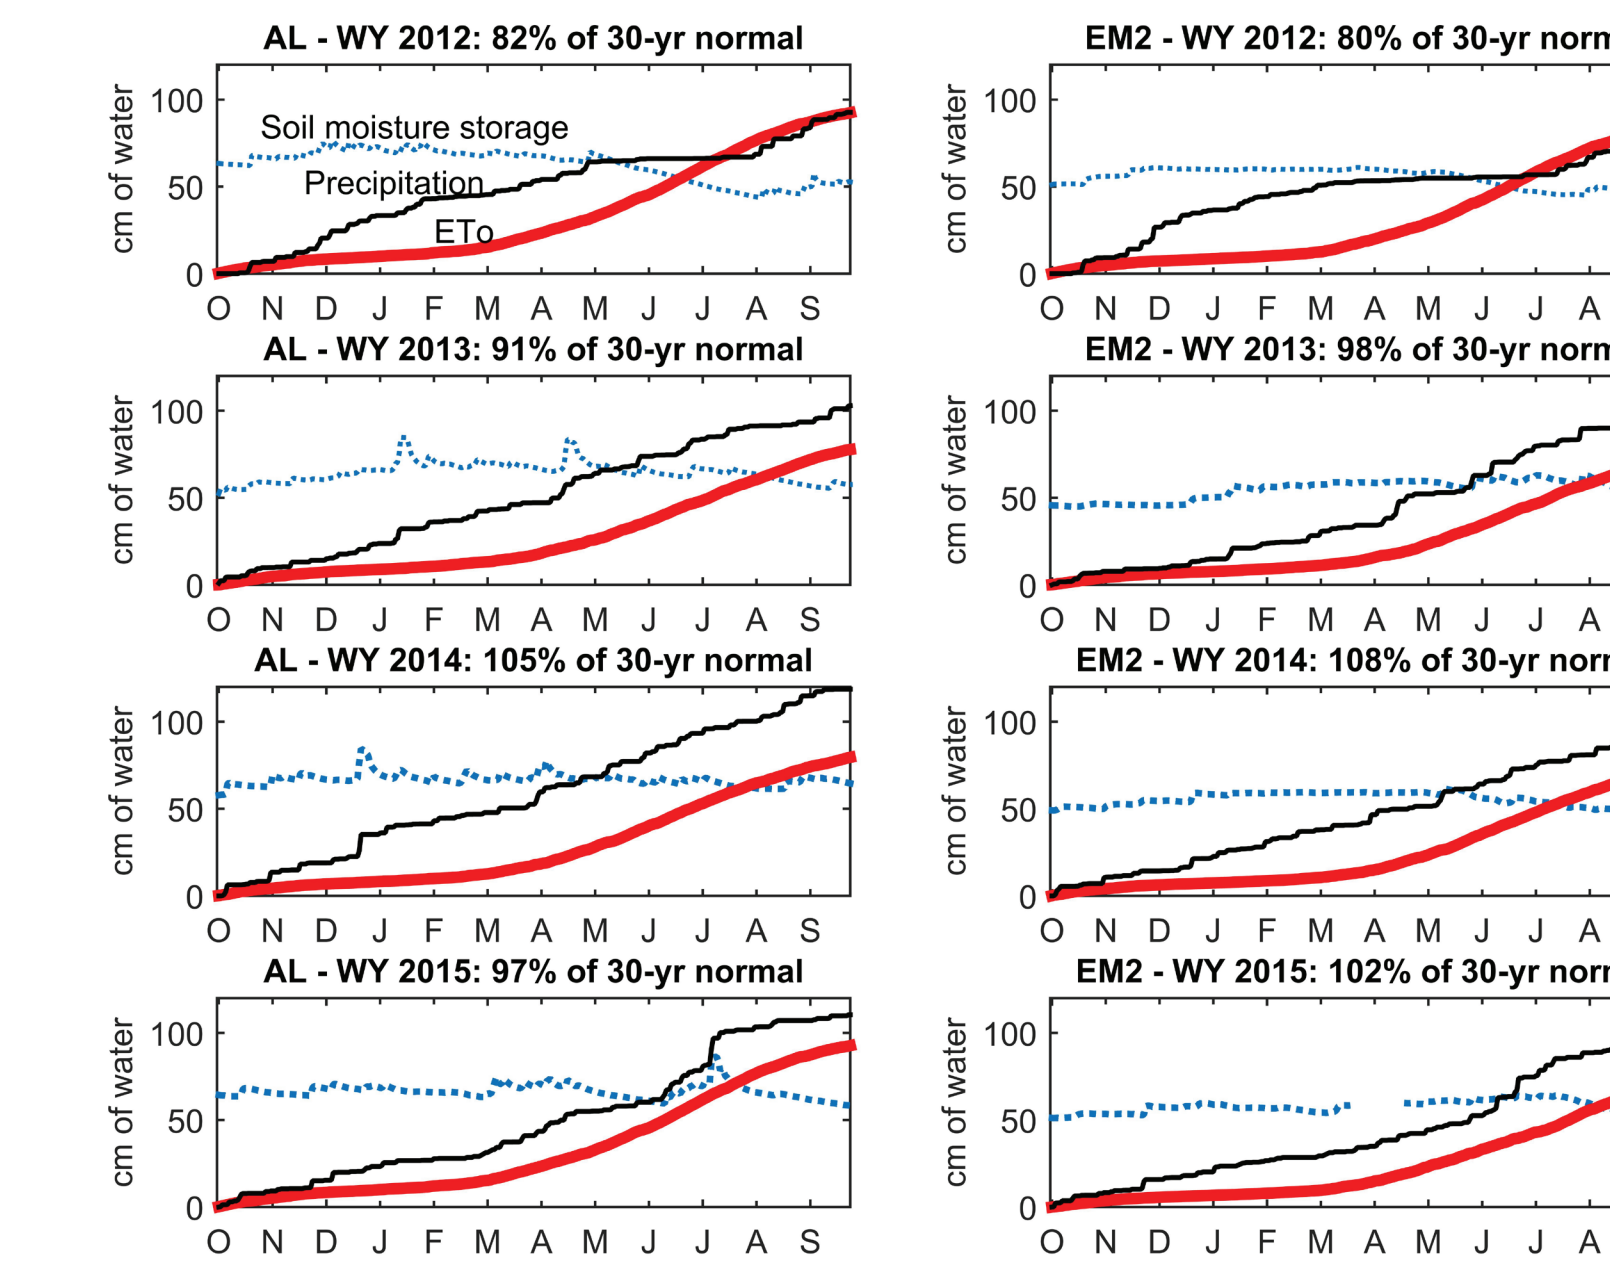 AL - WY 2012: 82% of 30-yr normal
cm of water
100
50
0
Soil moisture storage
Precipitation
ETo
O N D J F M A M J J A S
EM2 - WY 2012: 80% of 30-yr norm
cm of water
100
50
0
O N D J F M A M J J A
AL - WY 2013: 91% of 30-yr normal
cm of water
100
50
0
O N D J F M A M J J A S
EM2 - WY 2013: 98% of 30-yr norm
cm of water
100
50
0
O N D J F M A M J J A
AL - WY 2014: 105% of 30-yr normal
cm of water
100
50
0
O N D J F M A M J J A S
EM2 - WY 2014: 108% of 30-yr norm
cm of water
100
50
0
O N D J F M A M J J A
AL - WY 2015: 97% of 30-yr normal
cm of water
100
50
0
O N D J F M A M J J A S
EM2 - WY 2015: 102% of 30-yr norm
cm of water
100
50
0
O N D J F M A M J J A